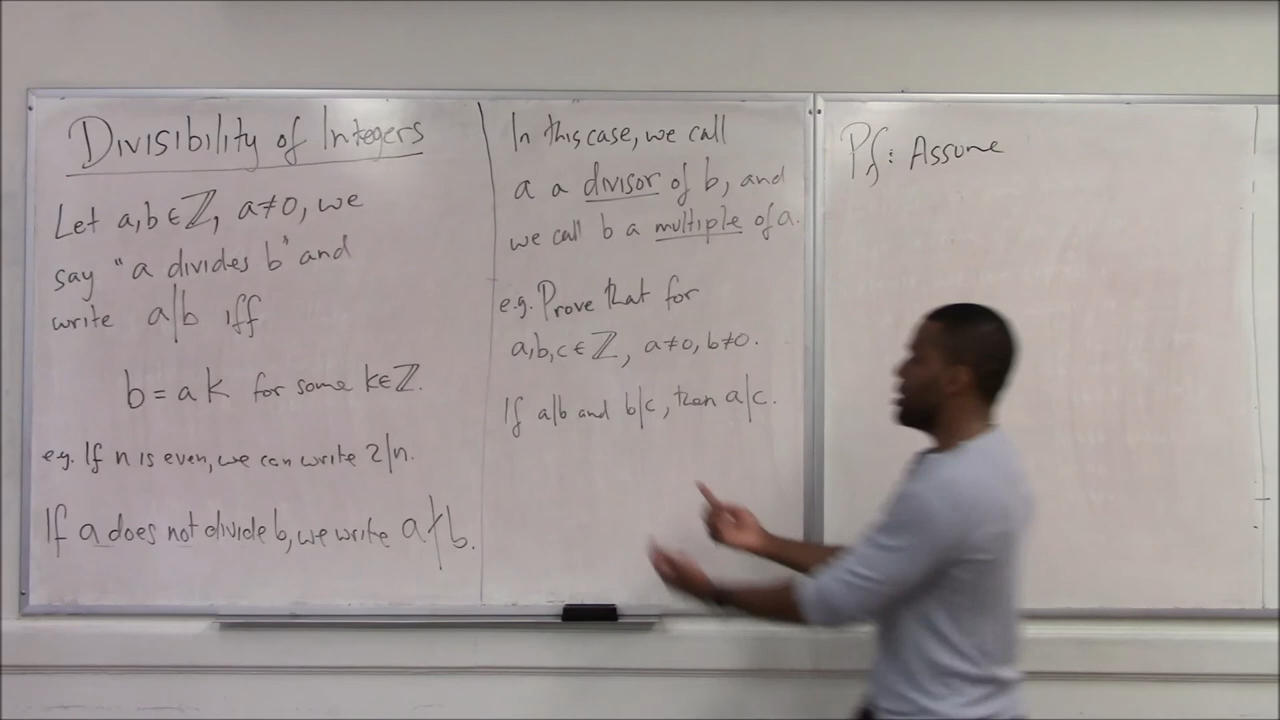 Divisibility of Integers
Let a,b ∈ ℤ, a≠0, we
say "a divides b" and
write a|b iff
b = a k for some k∈ℤ.
e.g. If n is even, we can write 2|n.
If a does not divide b, we write a∤b.
In this case, we call
a a divisor of b, and
we call b a multiple of a.
e.g. Prove that for
a,b,c ∈ ℤ, a≠0, b≠0.
If a|b and b|c, then a|c.
Pf: Assume